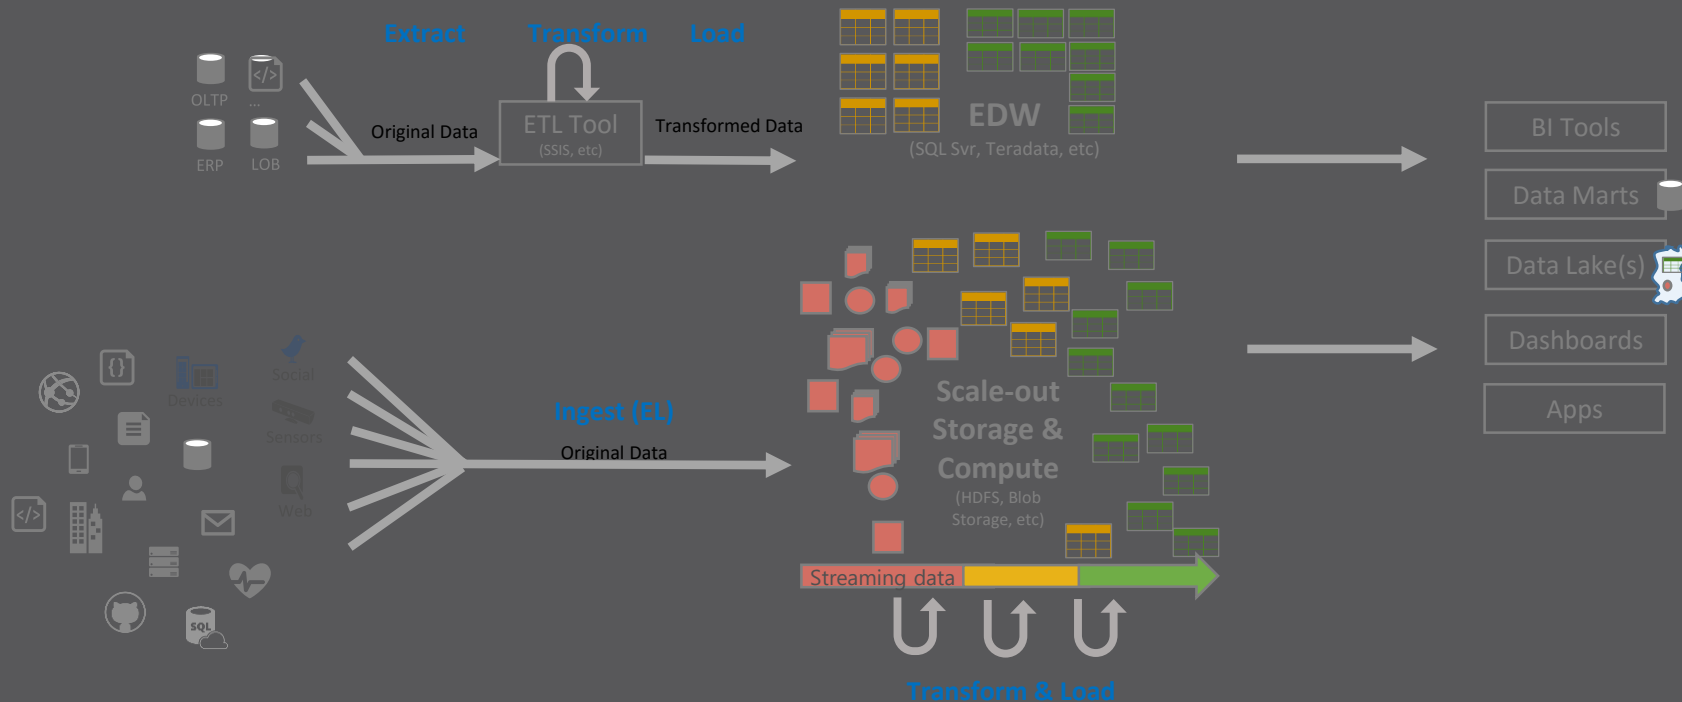 Extract
Transform
Load
OLTP
</>
...
ERP
LOB
Original Data
ETL Tool
(SSIS, etc)
Transformed Data
EDW
(SQL Svr, Teradata, etc)
BI Tools
Data Marts
Data Lake(s)
Dashboards
Apps
{}
Devices
Social
Sensors
Web
</>
SQL
Ingest (EL)
Original Data
Scale-out
Storage &
Compute
(HDFS, Blob
Storage, etc)
Streaming data
Transform & Load